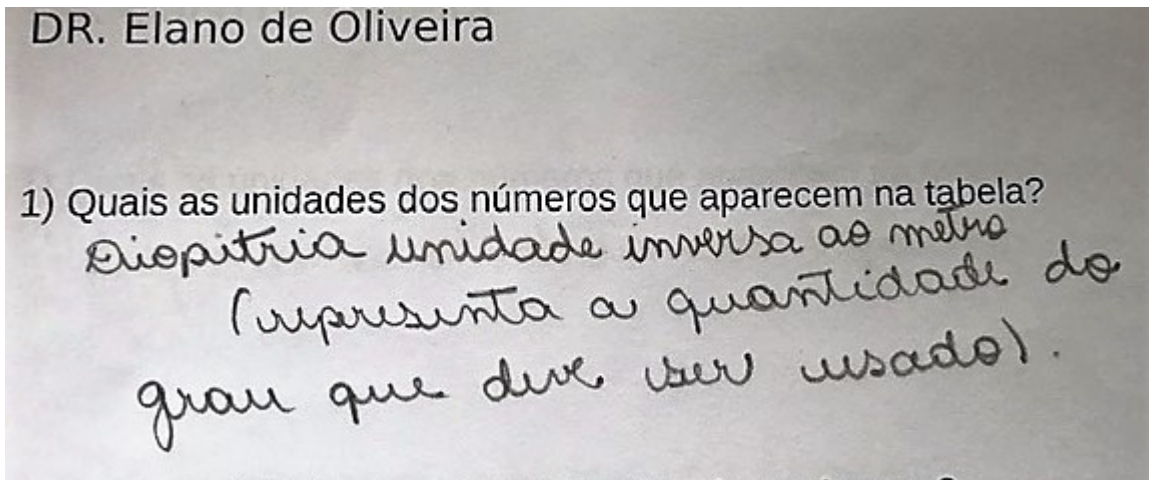 DR. Elano de Oliveira
1) Quais as unidades dos números que aparecem na tabela?
Diopitria unidade inversa ao metro
(representa a quantidade do
grau que deve ser usado).